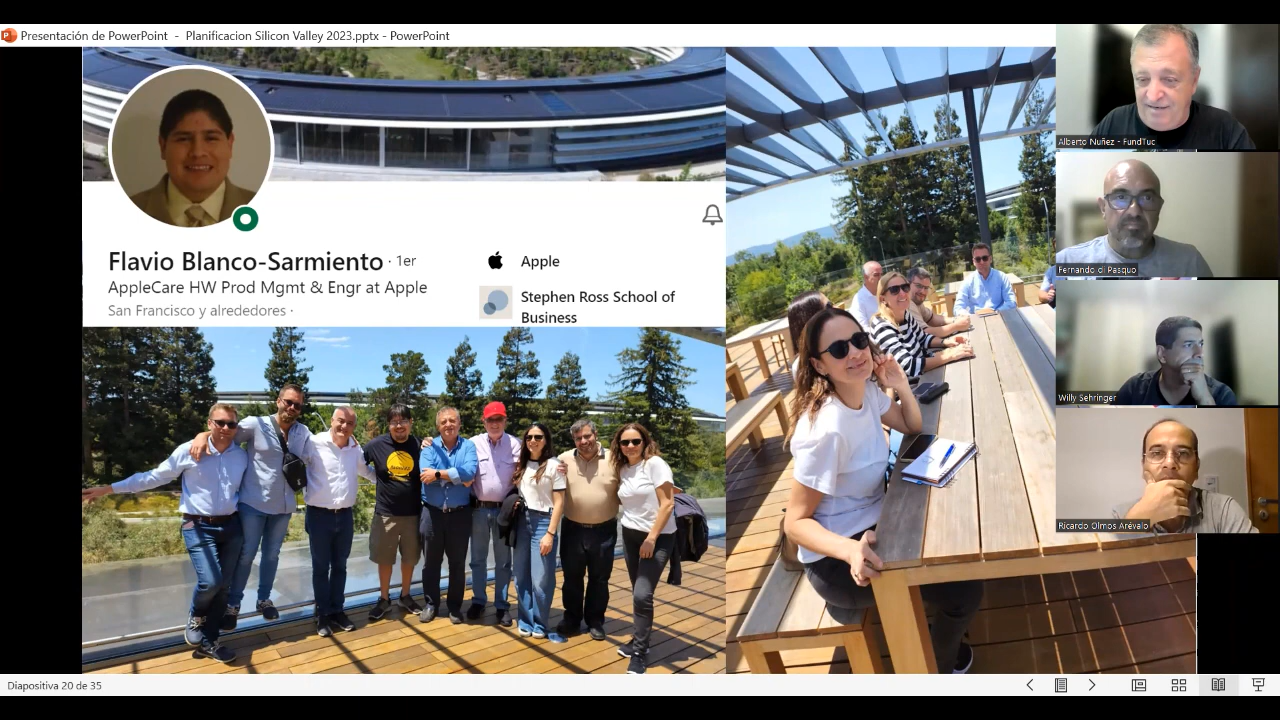 Presentación de PowerPoint - Planificacion Silicon Valley 2023.pptx - PowerPoint
Flavio Blanco-Sarmiento · 1er
AppleCare HW Prod Mgmt & Engr at Apple
San Francisco y alrededores ·
Apple
Stephen Ross School of
Business
Alberto Nuñez - FundTuc
Fernando di Pasquo
Willy Sehringer
Ricardo Olmos Arévalo
Diapositiva 20 de 35